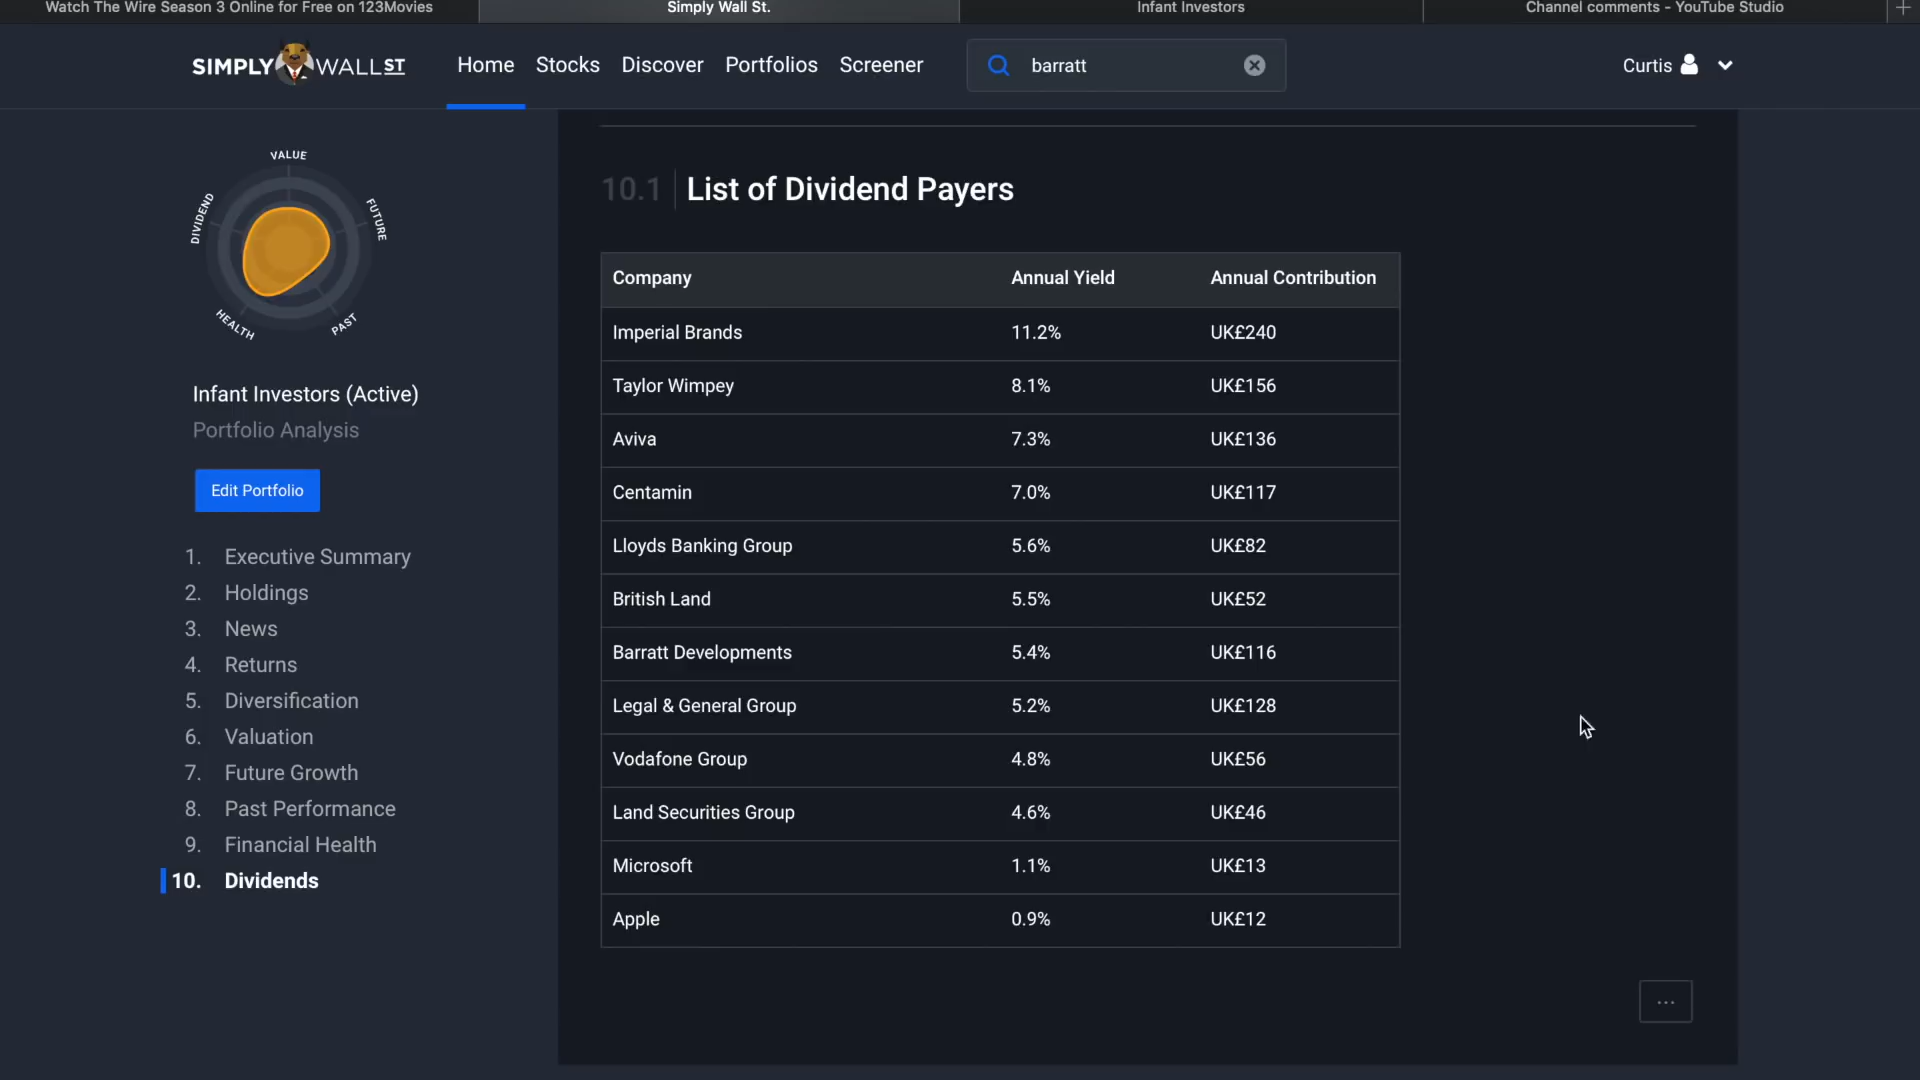 Watch The Wire Season 3 Online for Free on 123Movies
Simply Wall St.
Infant Investors
Channel comments - YouTube Studio
SIMPLY WALLST
Home
Stocks
Discover
Portfolios
Screener
barratt
Curtis
VALUE
FUTURE
PAST
HEALTH
DIVIDEND
Infant Investors (Active)
Portfolio Analysis
Edit Portfolio
1. Executive Summary
2. Holdings
3. News
4. Returns
5. Diversification
6. Valuation
7. Future Growth
8. Past Performance
9. Financial Health
10. Dividends
10.1 List of Dividend Payers
Company Annual Yield Annual Contribution
Imperial Brands 11.2% UK£240
Taylor Wimpey 8.1% UK£156
Aviva 7.3% UK£136
Centamin 7.0% UK£117
Lloyds Banking Group 5.6% UK£82
British Land 5.5% UK£52
Barratt Developments 5.4% UK£116
Legal & General Group 5.2% UK£128
Vodafone Group 4.8% UK£56
Land Securities Group 4.6% UK£46
Microsoft 1.1% UK£13
Apple 0.9% UK£12
...